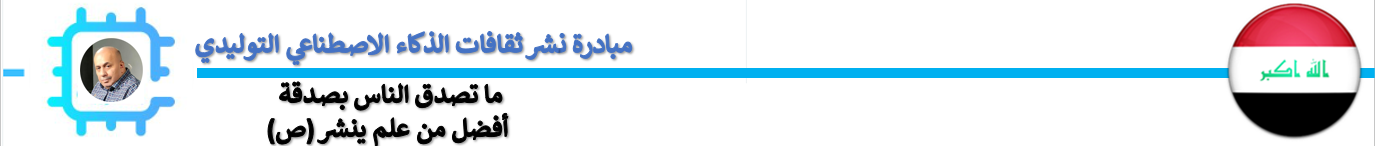 مبادرة نشر ثقافات الذكاء الاصطناعي التوليدي
ما تصدق الناس بصدقة
أفضل من علم ينشر (ص)
الله اكبر